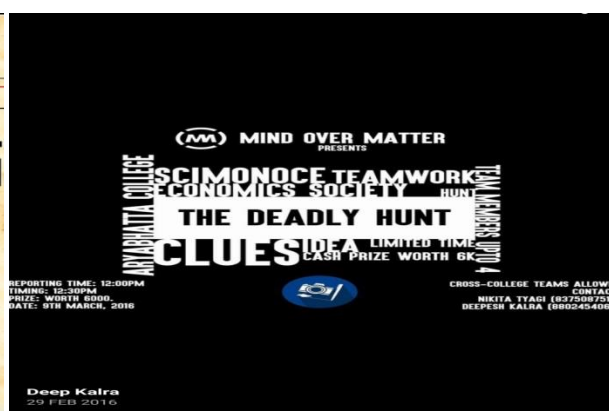 MIND OVER MATTER
PRESENTS
ARYABHATTA COLLEGE
SCIMONOCE TEAMWORK
ECONOMICS SOCIETY HUNT
THE DEADLY HUNT
CLUES IDEA LIMITED TIME
CASH PRIZE WORTH 6K
TEAM MEMBERS UPTO 4
REPORTING TIME: 12:00PM
TIMING: 12:30PM
PRIZE: WORTH 6000.
DATE: 9TH MARCH, 2016
CROSS-COLLEGE TEAMS ALLOW
CONTAC
NIKITA TYAGI (837508751
DEEPESH KALRA (880245406
Deep Kalra
29 FEB 2016